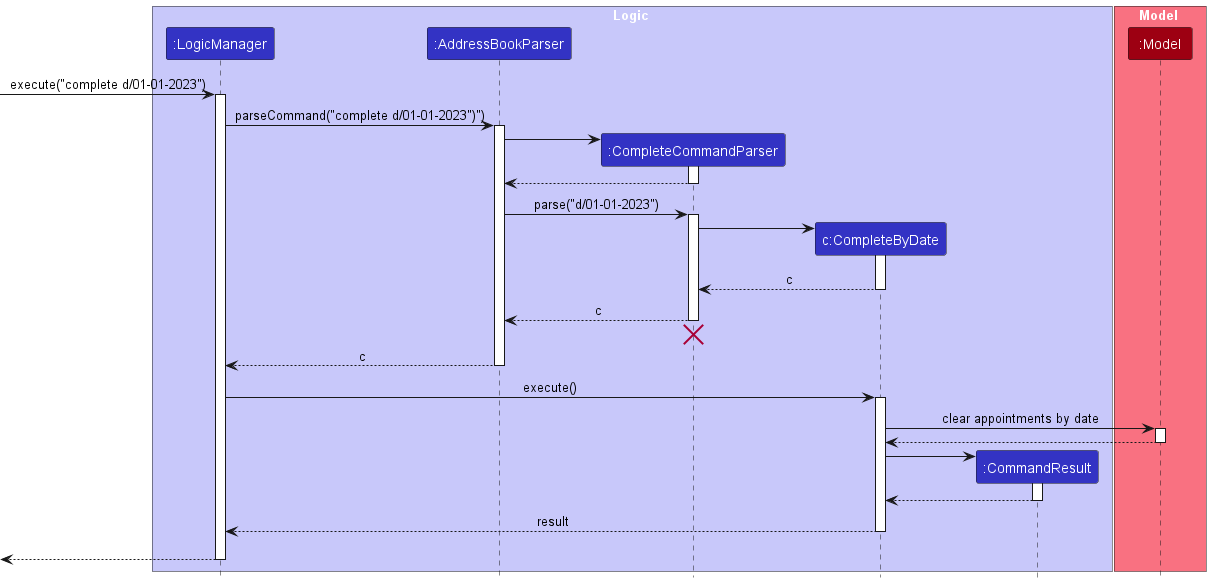 Logic
Model
:LogicManager
:AddressBookParser
:Model
execute("complete d/01-01-2023")
parseCommand("complete d/01-01-2023")")
:CompleteCommandParser
parse("d/01-01-2023")
c:CompleteByDate
c
c
c
execute()
clear appointments by date
:CommandResult
result